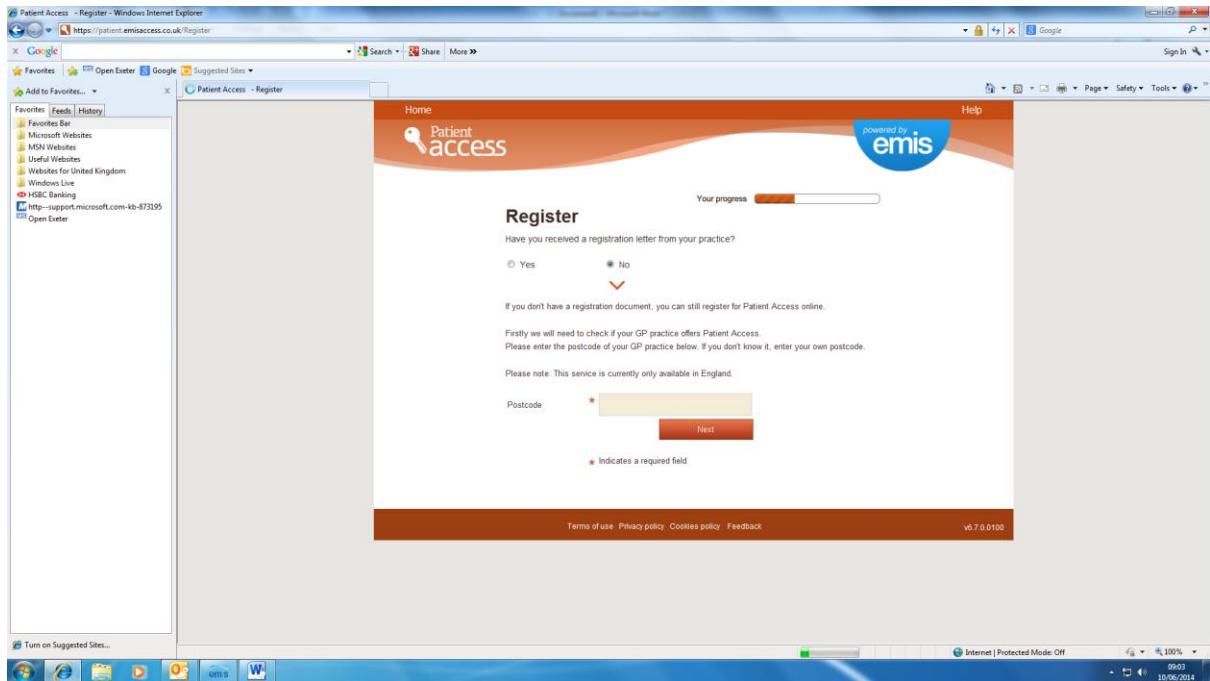 Patient Access - Register - Windows Internet Explorer
https://patient.emisaccess.co.uk/Register
Google
x Google
Search
Share
More »
Sign In
Favorites
Open Exeter
Google
Suggested Sites
Add to Favorites...
x
Patient Access - Register
Page
Safety
Tools
Favorites
Feeds
History
Favorites Bar
Microsoft Websites
MSN Websites
Useful Websites
Websites for United Kingdom
Windows Live
HSBC Banking
http--support.microsoft.com-kb-873195
Open Exeter
Home
Help
Patient
access
powered by
emis
Your progress
Register
Have you received a registration letter from your practice?
Yes
No
If you don't have a registration document, you can still register for Patient Access online.
Firstly we will need to check if your GP practice offers Patient Access.
Please enter the postcode of your GP practice below. If you don't know it, enter your own postcode.
Please note: This service is currently only available in England.
Postcode *
Next
* Indicates a required field
Terms of use Privacy policy Cookies policy Feedback
v6.7.0.0100
Turn on Suggested Sites...
Internet | Protected Mode: Off
100%
09:03
10/06/2014